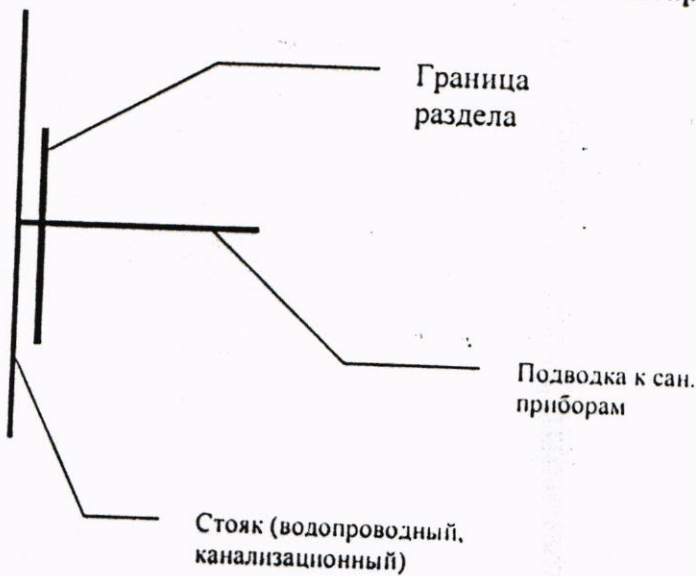 Граница
раздела
Подводка к сан.
приборам
Стояк (водопроводный,
канализационный)